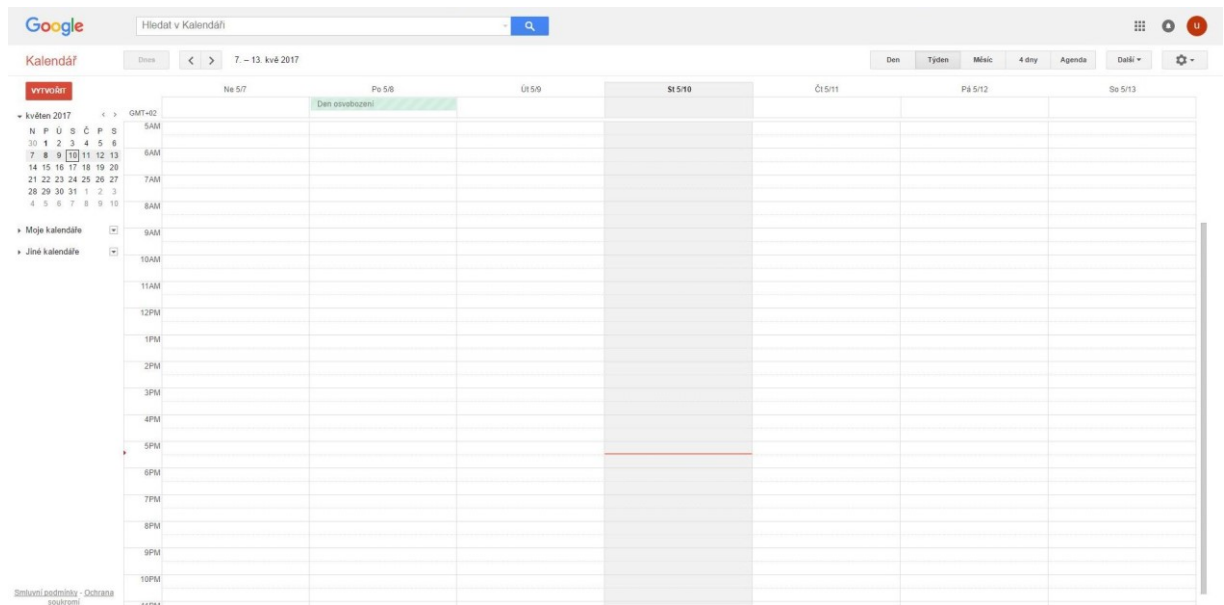 Google
Hledat v Kalendáři
U
Kalendář
Dnes
7. – 13. kvě 2017
Den Týden Měsíc 4 dny Agenda
Další
VYTVOŘIT
květen 2017
N P Ú S Č P S
30 1 2 3 4 5 6
7 8 9 10 11 12 13
14 15 16 17 18 19 20
21 22 23 24 25 26 27
28 29 30 31 1 2 3
4 5 6 7 8 9 10
Moje kalendáře
Jiné kalendáře
Smluvní podmínky - Ochrana
soukromí
Ne 5/7 Po 5/8 Út 5/9 St 5/10 Čt 5/11 Pá 5/12 So 5/13
GMT+02
Den osvobození
5AM
6AM
7AM
8AM
9AM
10AM
11AM
12PM
1PM
2PM
3PM
4PM
5PM
6PM
7PM
8PM
9PM
10PM
11PM